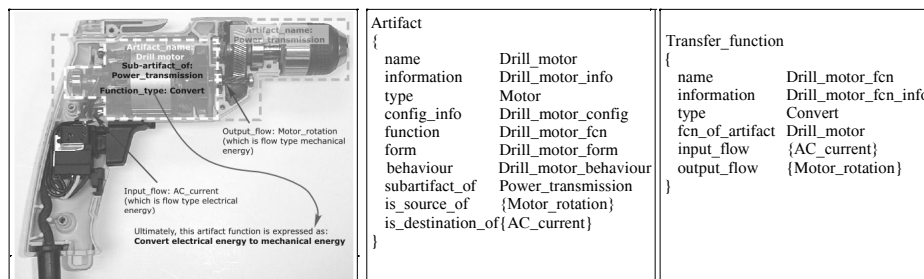 Artifact_name:
Drill motor
Sub-artifact_of:
Power_transmission
Function_type: Convert
Artifact_name:
Power_transmission
Output_flow: Motor_rotation
(which is flow type mechanical
energy)
Input_flow: AC_current
(which is flow type electrical
energy)
Ultimately, this artifact function is expressed as:
Convert electrical energy to mechanical energy
Artifact
{
name Drill_motor
information Drill_motor_info
type Motor
config_info Drill_motor_config
function Drill_motor_fcn
form Drill_motor_form
behaviour Drill_motor_behaviour
subartifact_of Power_transmission
is_source_of {Motor_rotation}
is_destination_of{AC_current}
}
Transfer_function
{
name Drill_motor_fcn
information Drill_motor_fcn_info
type Convert
fcn_of_artifact Drill_motor
input_flow {AC_current}
output_flow {Motor_rotation}
}